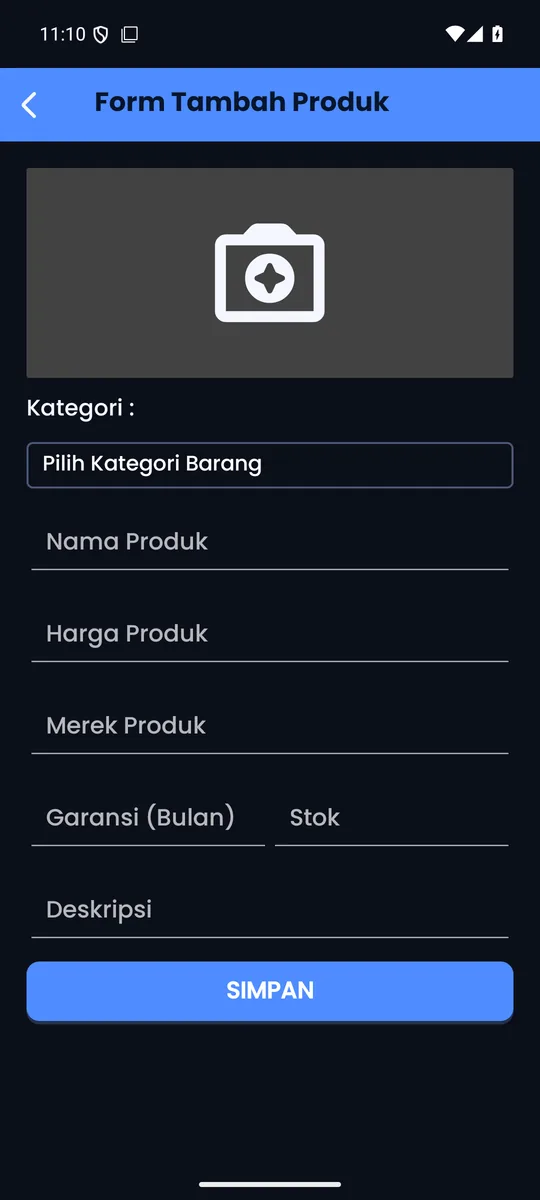 11:10
Form Tambah Produk
Kategori :
Pilih Kategori Barang
Nama Produk
Harga Produk
Merek Produk
Garansi (Bulan) Stok
Deskripsi
SIMPAN